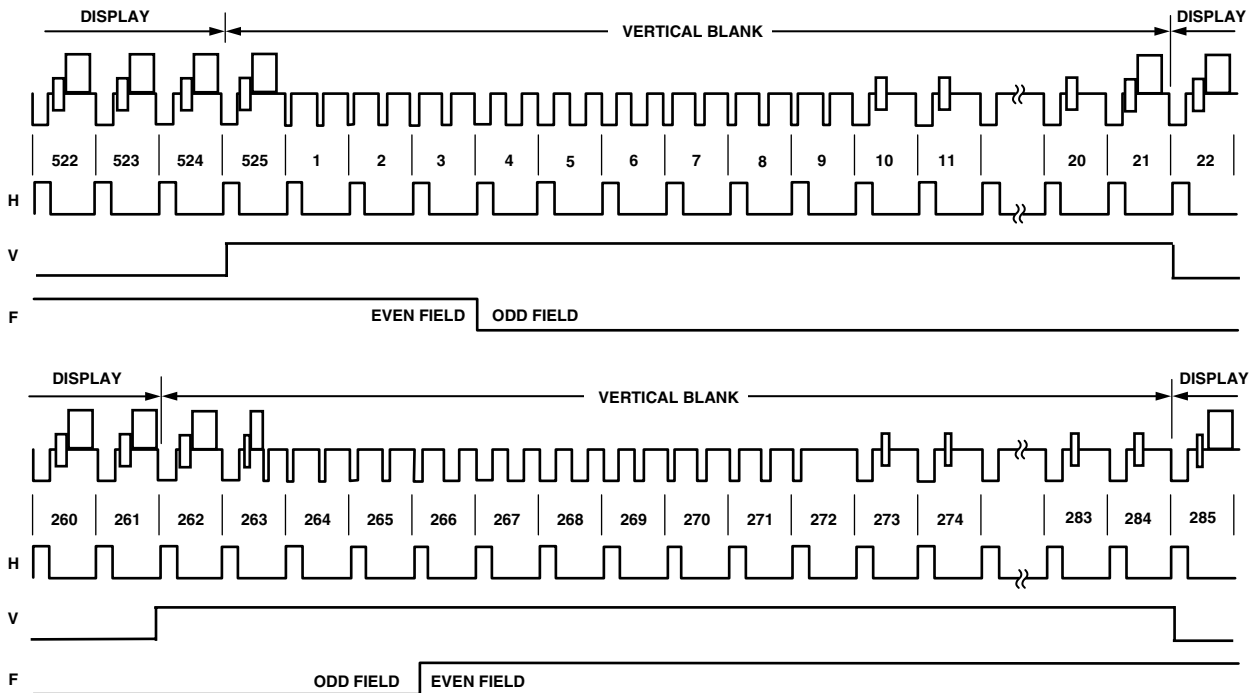 DISPLAY VERTICAL BLANK DISPLAY
522 523 524 525 1 2 3 4 5 6 7 8 9 10 11 20 21 22
H
V
F EVEN FIELD ODD FIELD
DISPLAY VERTICAL BLANK DISPLAY
260 261 262 263 264 265 266 267 268 269 270 271 272 273 274 283 284 285
H
V
F ODD FIELD EVEN FIELD